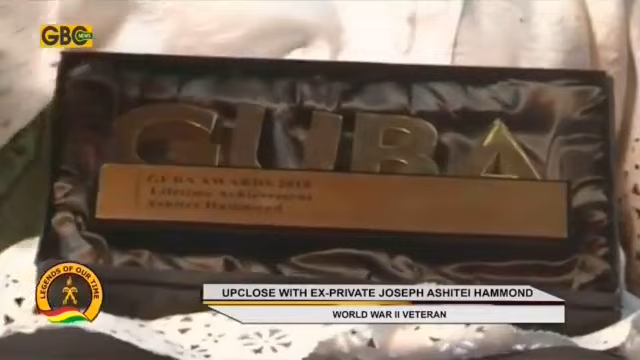 GBC
NEWS
GUBA
GUBA AWARDS 2018
Lifetime Achievement
Ashitei Hammond
LEGENDS OF OUR TIME
UPCLOSE WITH EX-PRIVATE JOSEPH ASHITEI HAMMOND
WORLD WAR II VETERAN